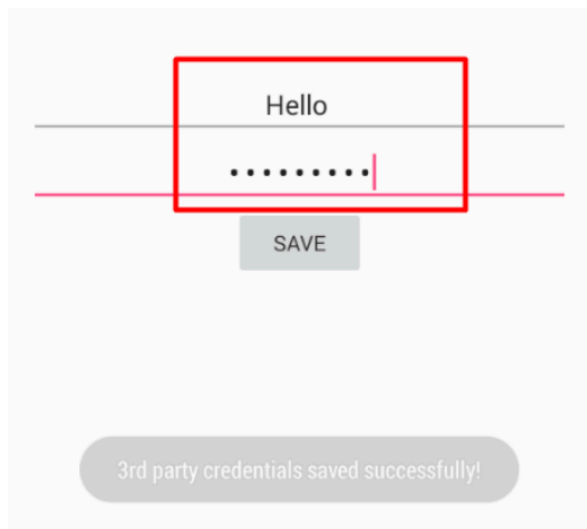 Hello
•••••••••
SAVE
3rd party credentials saved successfully!